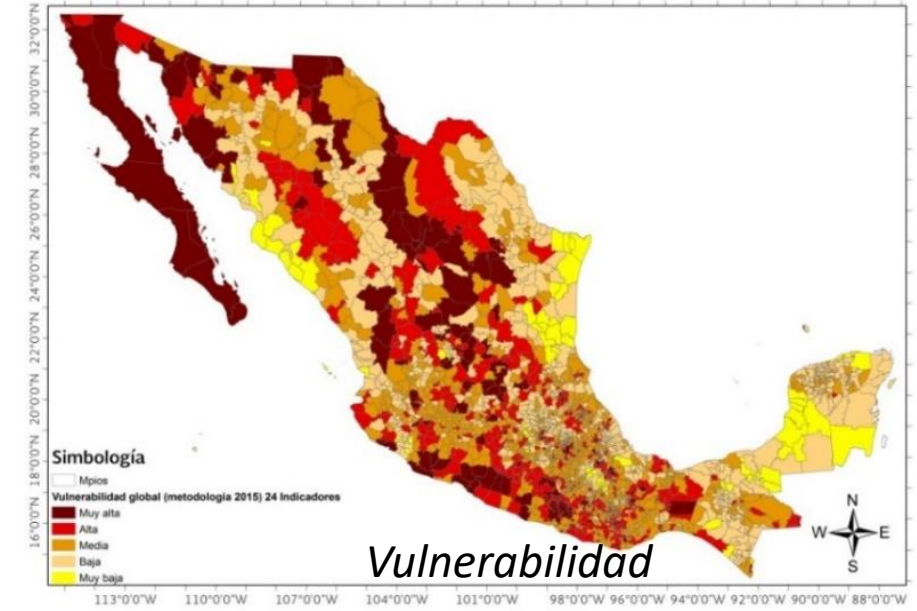 32°0'0"N
30°0'0"N
28°0'0"N
26°0'0"N
24°0'0"N
22°0'0"N
20°0'0"N
18°0'0"N
16°0'0"N
Simbología
Mpios
Vulnerabilidad global (metodología 2015) 24 Indicadores
Muy alta
Alta
Media
Baja
Muy baja
Vulnerabilidad
N
W E
S
113°0'0"W 110°0'0"W 107°0'0"W 104°0'0"W 101°0'0"W 98°0'0"W 96°0'0"W 94°0'0"W 92°0'0"W 90°0'0"W 88°0'0"W